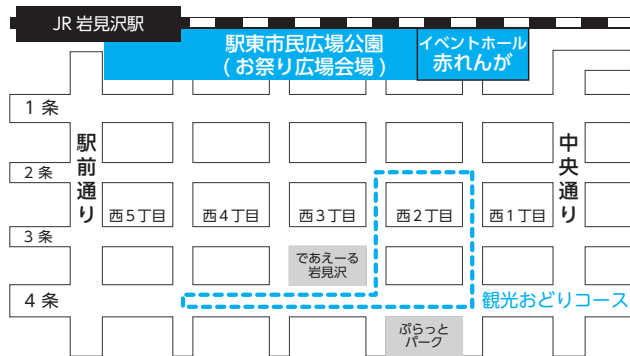 JR 岩見沢駅
駅東市民広場公園
( お祭り広場会場 )
イベントホール
赤れんが
1 条
駅前通り
中央通り
2 条
西5丁目
西4丁目
西3丁目
西2丁目
西1丁目
3 条
であえーる
岩見沢
4 条
観光おどりコース
ぷらっと
パーク